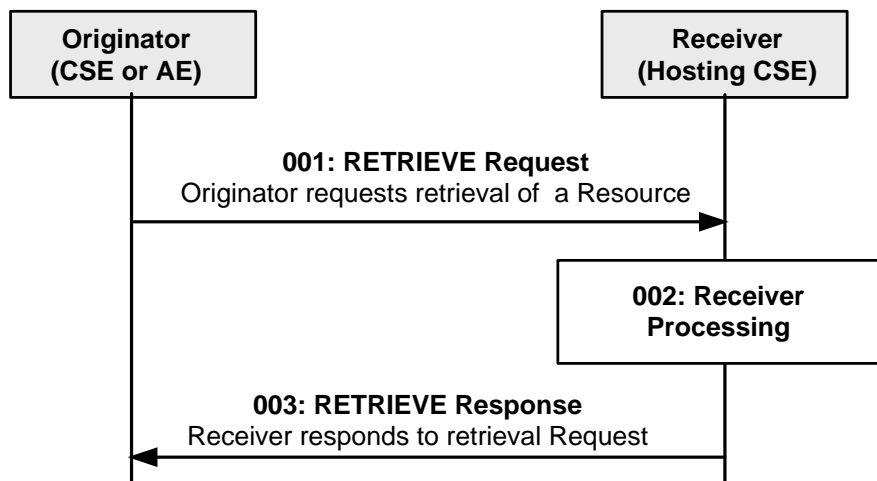 Originator
(CSE or AE)
Receiver
(Hosting CSE)
001: RETRIEVE Request
Originator requests retrieval of a Resource
002: Receiver
Processing
003: RETRIEVE Response
Receiver responds to retrieval Request